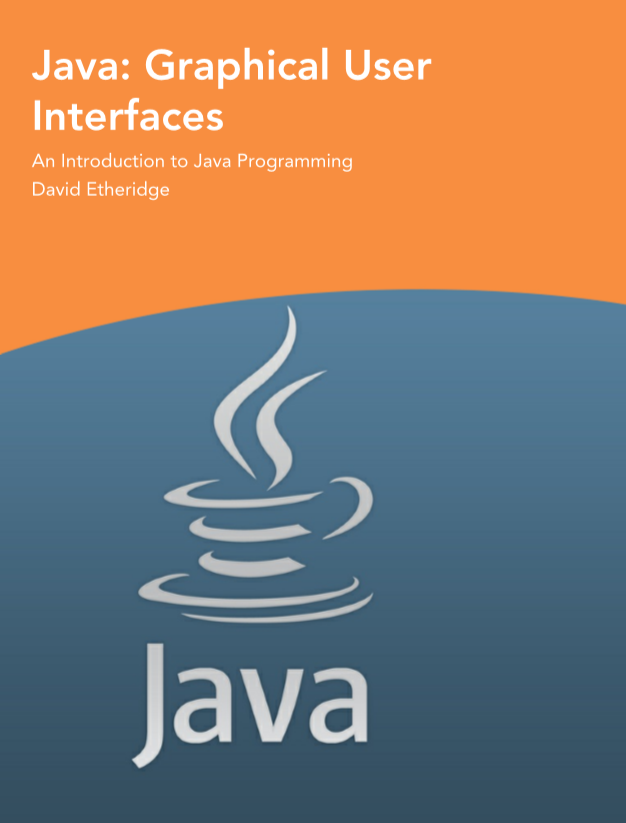 Java: Graphical User
Interfaces
An Introduction to Java Programming
David Etheridge
Java